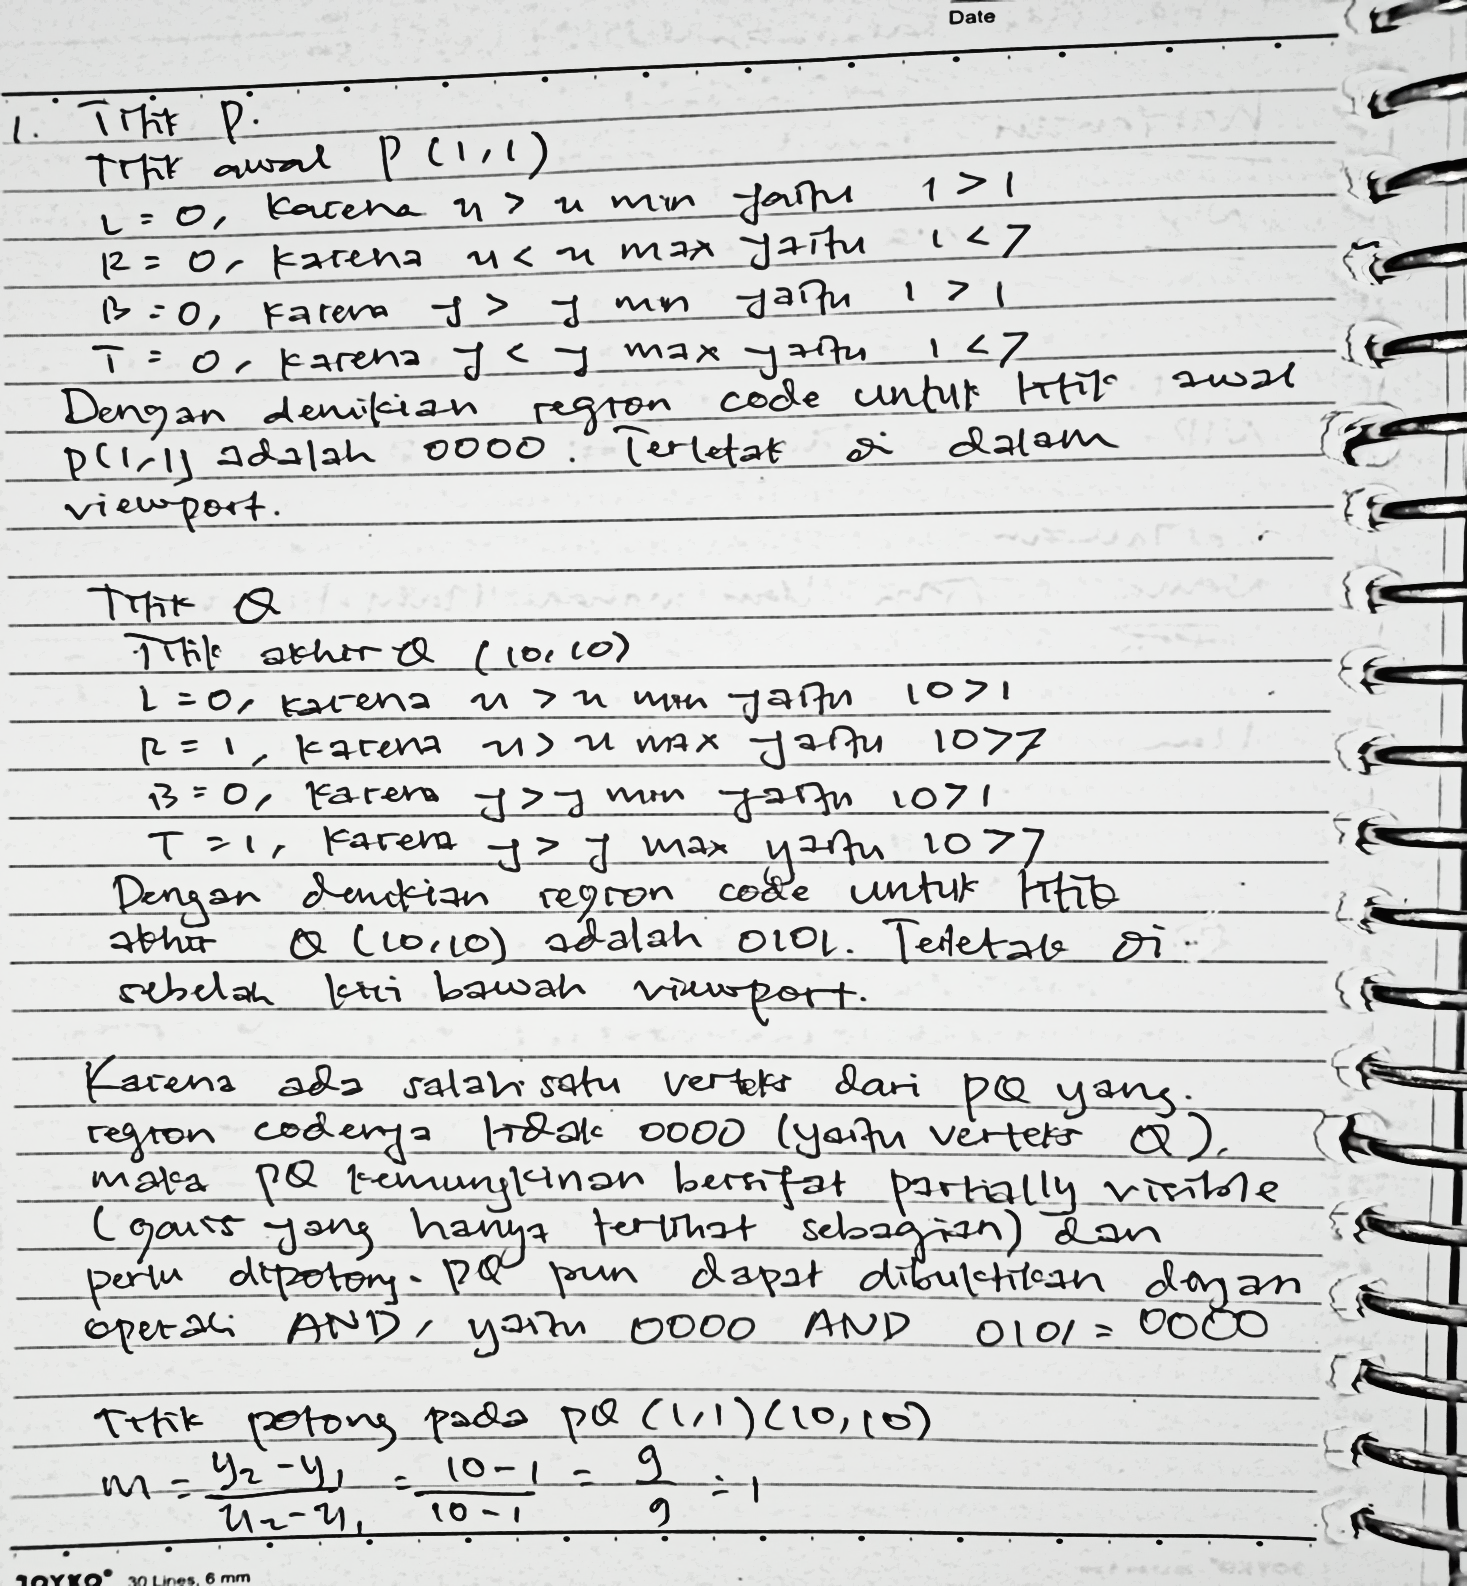 Date
1. Titik P.
Titik awal P (1,1)
L = 0, karena x > x min yaitu 1 > 1
R = 0, karena x < x max yaitu 1 < 7
B = 0, karena y > y min yaitu 1 > 1
T = 0, karena y < y max yaitu 1 < 7
Dengan demikian region code untuk titik awal
P(1,1) adalah 0000. Terletak di dalam
viewport.
Titik Q
Titik akhir Q (10,10)
L = 0, karena x > x min yaitu 10 > 1
R = 1, karena x > x max yaitu 10 > 7
B = 0, karena y > y min yaitu 10 > 1
T = 1, karena y > y max yaitu 10 > 7
Dengan demikian region code untuk titik
akhir Q (10,10) adalah 0101. Terletak di
sebelah kiri bawah viewport.
Karena ada salah satu verteks dari PQ yang
region codenya tidak 0000 (yaitu verteks Q),
maka PQ kemungkinan bersifat partially visible
(garis yang hanya terlihat sebagian) dan
perlu dipotong. PQ pun dapat dibuktikan dengan
operasi AND, yaitu 0000 AND 0101 = 0000
Titik potong pada PQ (1,1)(10,10)
m = y₂-y₁/x₂-x₁ = 10-1/10-1 = 9/9 = 1
JOYKO 30 Lines, 6 mm